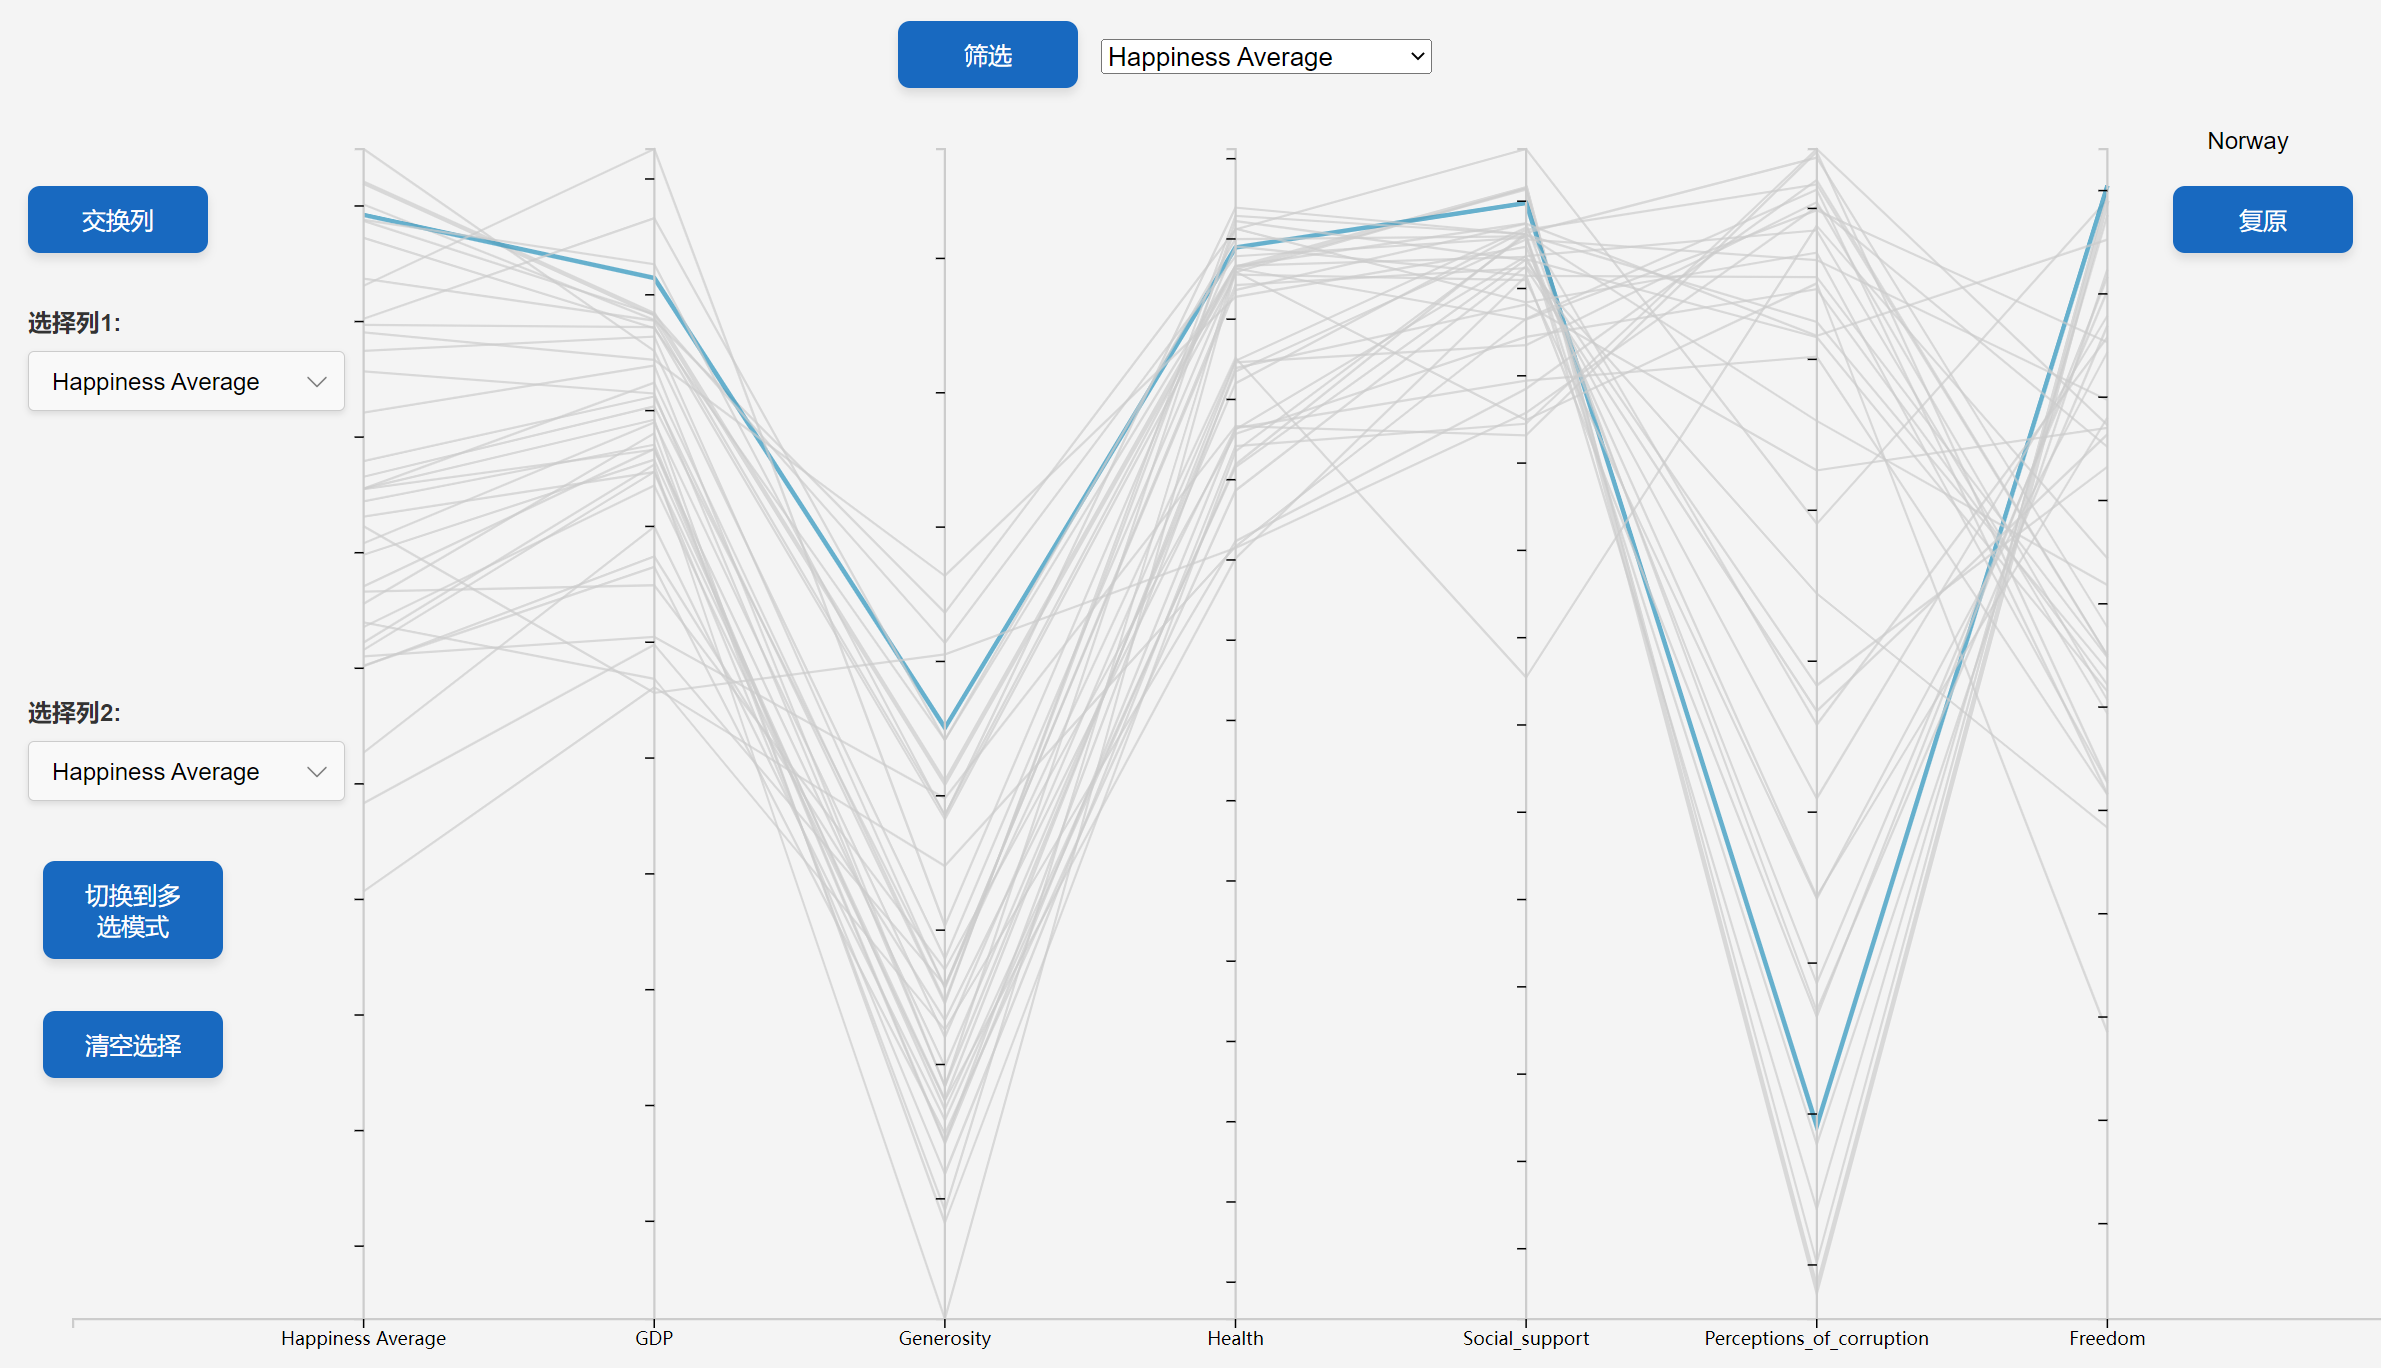 筛选
Happiness Average
Norway
交换列
复原
选择列1:
Happiness Average
选择列2:
Happiness Average
切换到多
选模式
清空选择
Happiness Average
GDP
Generosity
Health
Social_support
Perceptions_of_corruption
Freedom